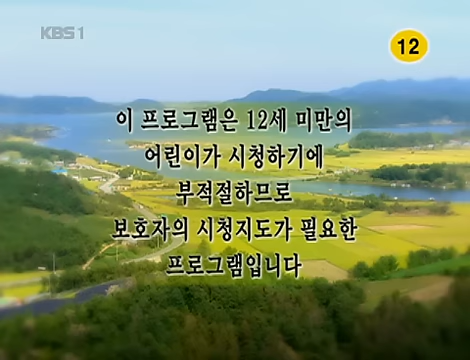 KBS 1
12
이 프로그램은 12세 미만의
어린이가 시청하기에
부적절하므로
보호자의 시청지도가 필요한
프로그램입니다